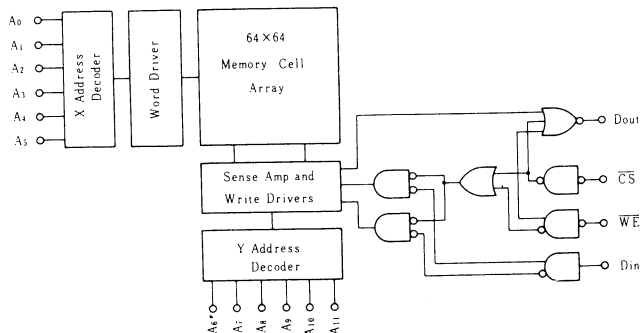 A0
A1
A2
A3
A4
A5
X Address
Decoder
Word Driver
64×64
Memory Cell
Array
Sense Amp and
Write Drivers
Y Address
Decoder
A6*
A7
A8
A9
A10
A11
Dout
CS
WE
Din